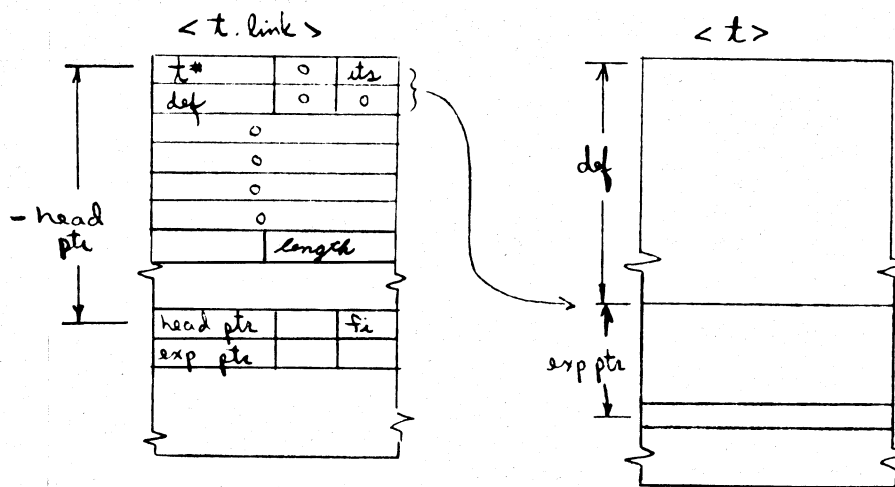 < t.link >
t# 0 its
def 0 0
0
0
0
0
length
- head ptr
head ptr fi
exp ptr
< t >
def
exp ptr